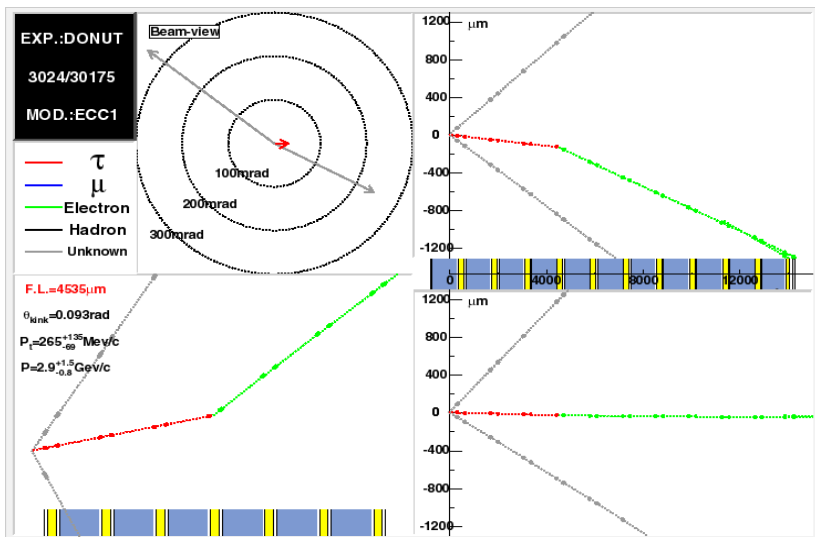 EXP.:DONUT
3024/30175
MOD.:ECC1
Beam-view
100mrad
200mrad
300mrad
τ
μ
Electron
Hadron
Unknown
1200
μm
800
400
0
-400
-800
-1200
0
4000
8000
12000
F.L.=4535μm
θkink=0.093rad
Pt=265+135-69Mev/c
P=2.9+1.5-0.8Gev/c
1200
μm
800
400
0
-400
-800
-1200